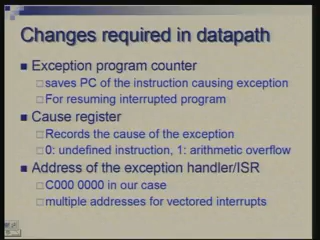 Changes required in datapath
Exception program counter
saves PC of the instruction causing exception
For resuming interrupted program
Cause register
Records the cause of the exception
0: undefined instruction, 1: arithmetic overflow
Address of the exception handler/ISR
C000 0000 in our case
multiple addresses for vectored interrupts